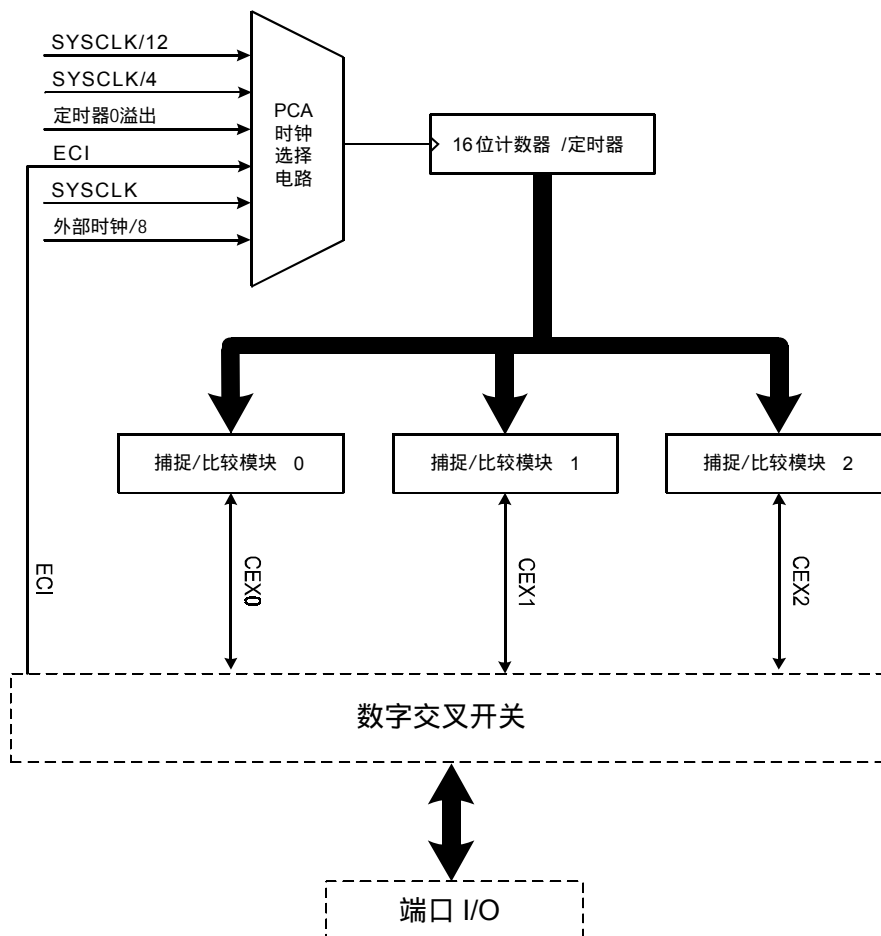 SYSCLK/12
SYSCLK/4
定时器0溢出
ECI
SYSCLK
外部时钟/8
PCA
时钟
选择
电路
16位计数器 /定时器
捕捉/比较模块 0
捕捉/比较模块 1
捕捉/比较模块 2
ECI
CEX0
CEX1
CEX2
数字交叉开关
端口 I/O